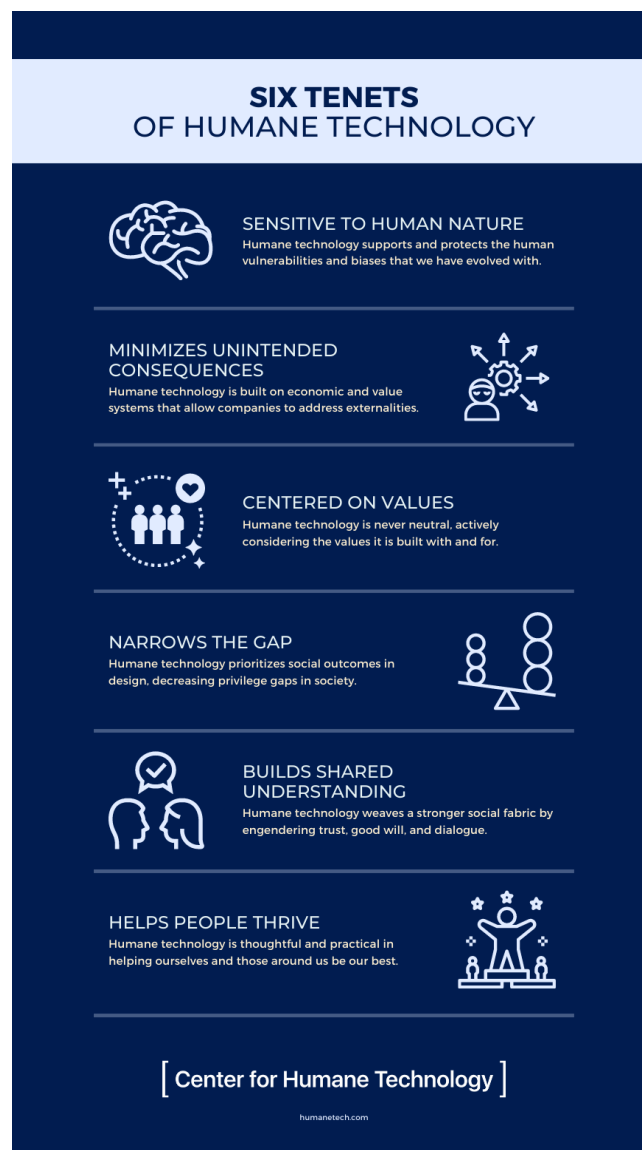 SIX TENETS
OF HUMANE TECHNOLOGY
SENSITIVE TO HUMAN NATURE
Humane technology supports and protects the human
vulnerabilities and biases that we have evolved with.
MINIMIZES UNINTENDED
CONSEQUENCES
Humane technology is built on economic and value
systems that allow companies to address externalities.
CENTERED ON VALUES
Humane technology is never neutral, actively
considering the values it is built with and for.
NARROWS THE GAP
Humane technology prioritizes social outcomes in
design, decreasing privilege gaps in society.
BUILDS SHARED
UNDERSTANDING
Humane technology weaves a stronger social fabric by
engendering trust, good will, and dialogue.
HELPS PEOPLE THRIVE
Humane technology is thoughtful and practical in
helping ourselves and those around us be our best.
[ Center for Humane Technology ]
humanetech.com